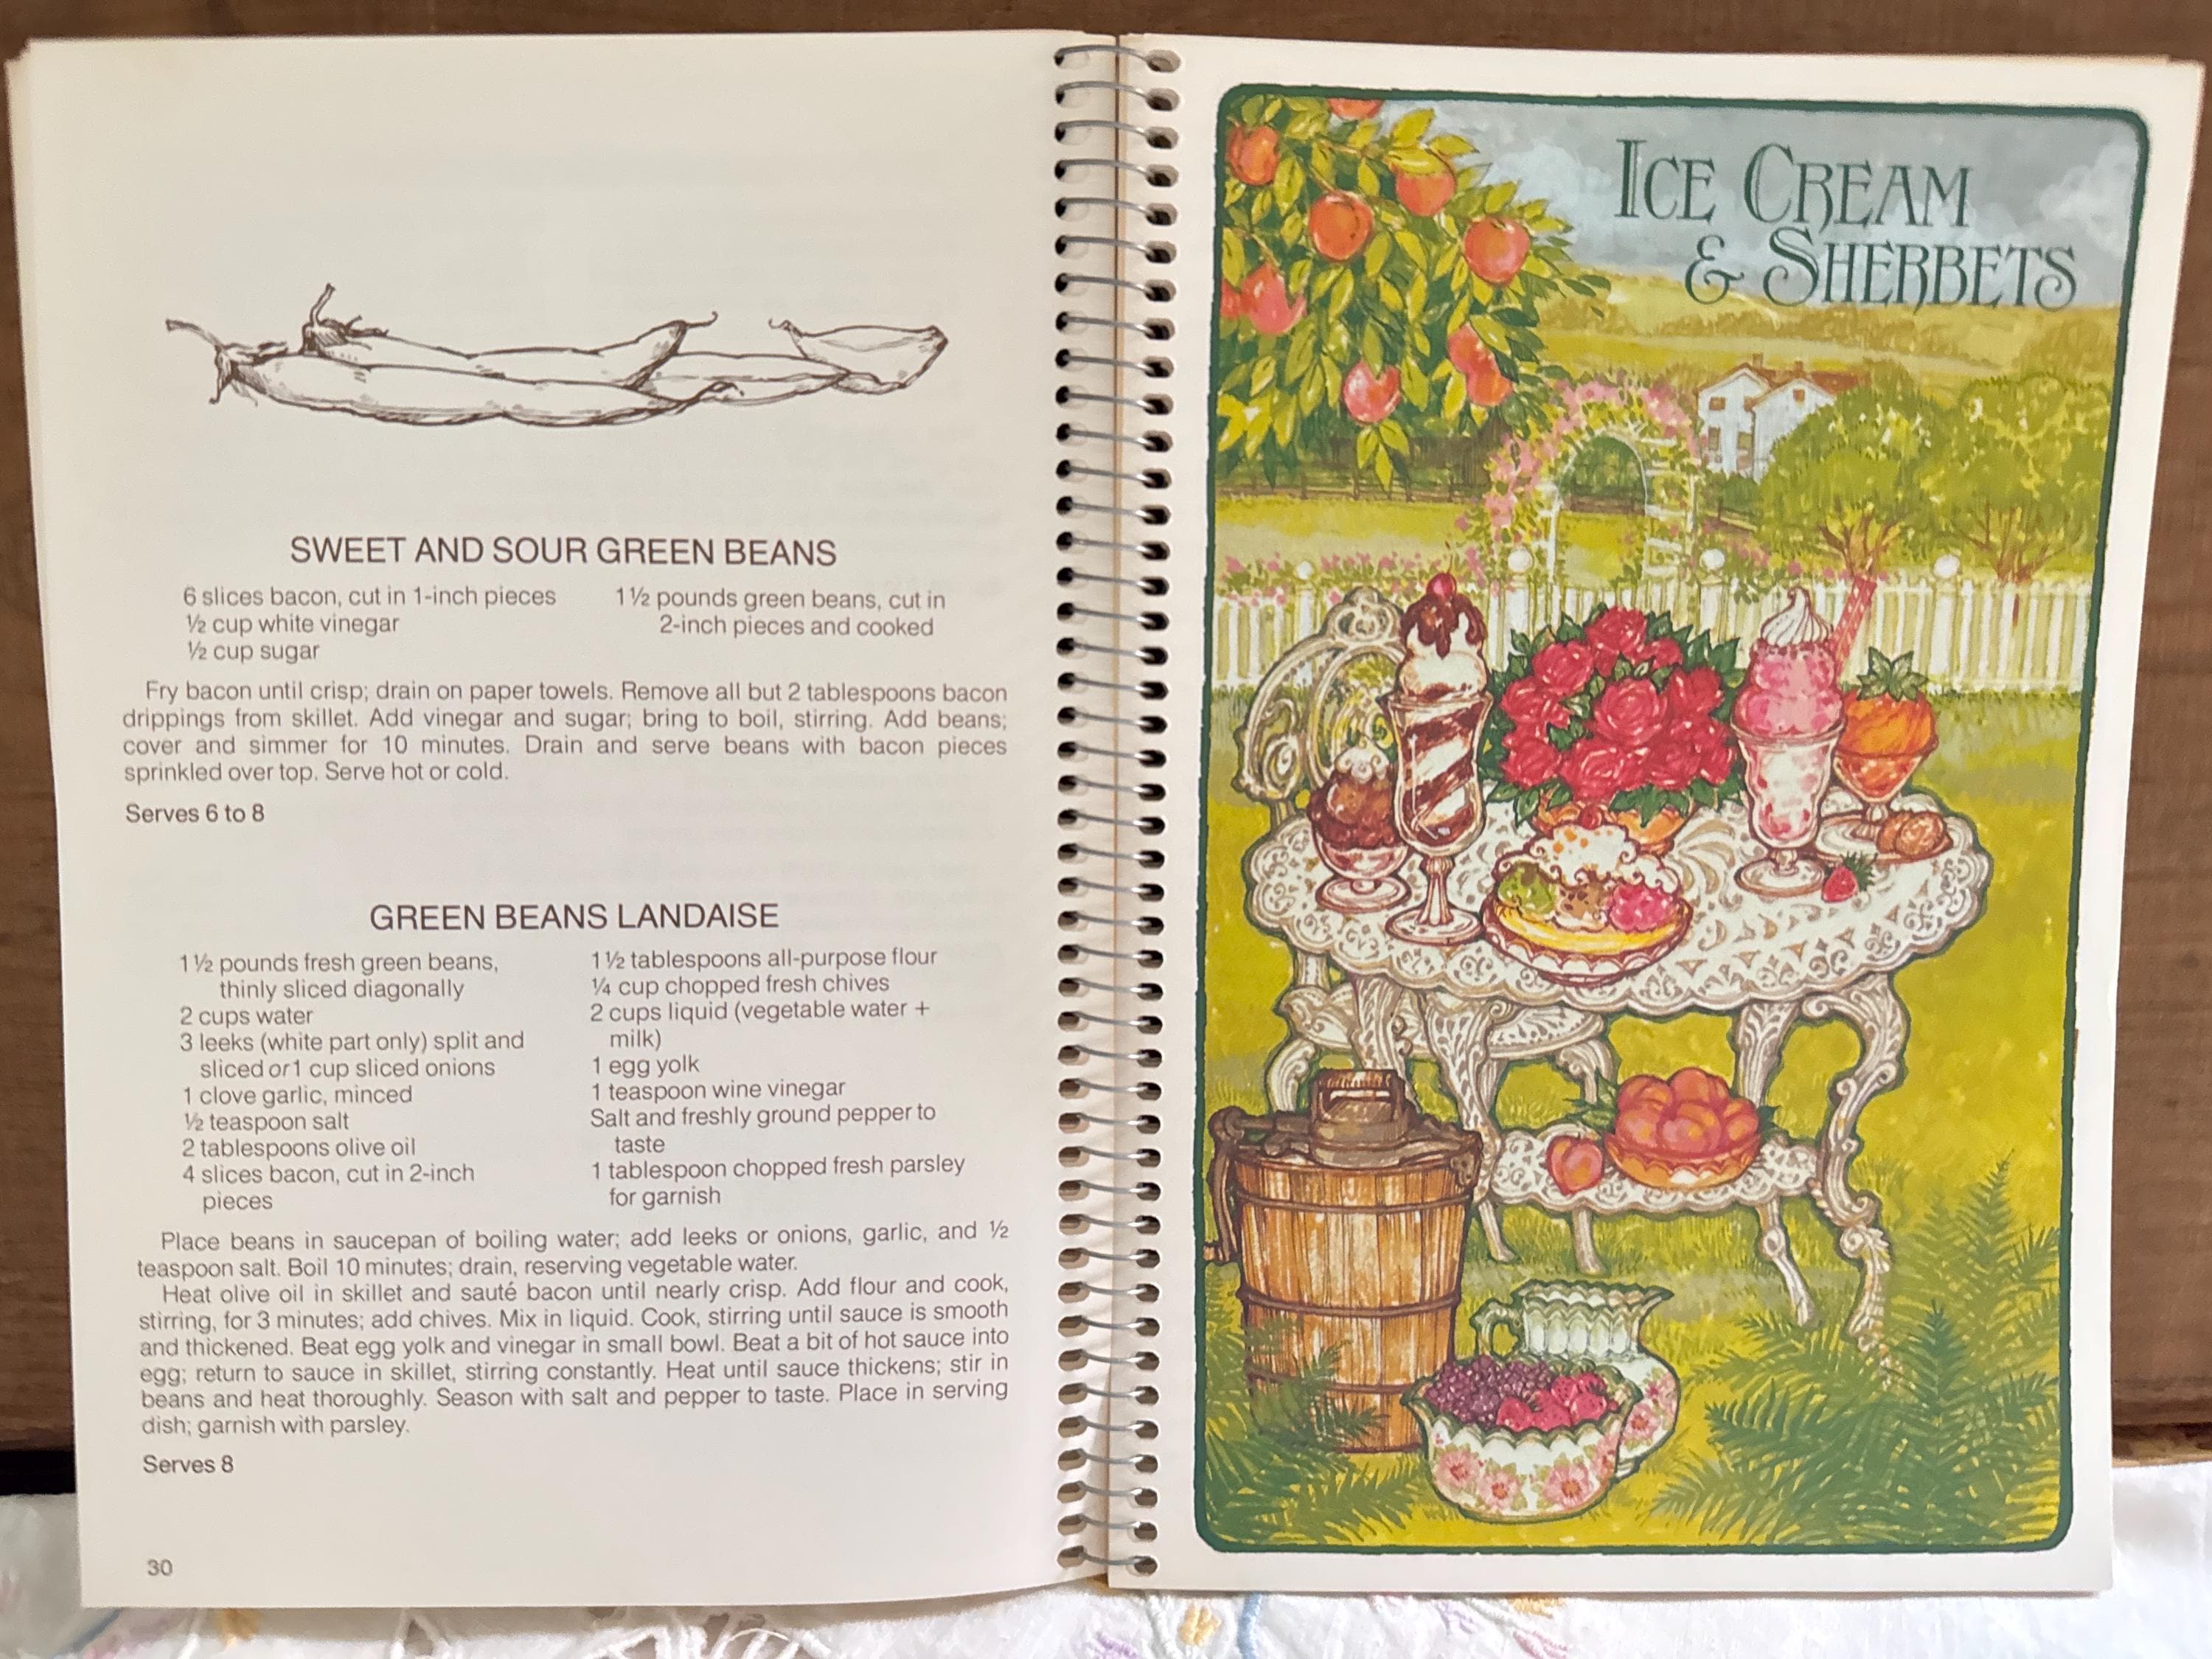 SWEET AND SOUR GREEN BEANS
6 slices bacon, cut in 1-inch pieces
½ cup white vinegar
½ cup sugar
1½ pounds green beans, cut in
2-inch pieces and cooked
Fry bacon until crisp; drain on paper towels. Remove all but 2 tablespoons bacon
drippings from skillet. Add vinegar and sugar; bring to boil, stirring. Add beans;
cover and simmer for 10 minutes. Drain and serve beans with bacon pieces
sprinkled over top. Serve hot or cold.
Serves 6 to 8
GREEN BEANS LANDAISE
1½ pounds fresh green beans,
thinly sliced diagonally
2 cups water
3 leeks (white part only) split and
sliced or 1 cup sliced onions
1 clove garlic, minced
½ teaspoon salt
2 tablespoons olive oil
4 slices bacon, cut in 2-inch
pieces
1½ tablespoons all-purpose flour
¼ cup chopped fresh chives
2 cups liquid (vegetable water +
milk)
1 egg yolk
1 teaspoon wine vinegar
Salt and freshly ground pepper to
taste
1 tablespoon chopped fresh parsley
for garnish
Place beans in saucepan of boiling water; add leeks or onions, garlic, and ½
teaspoon salt. Boil 10 minutes; drain, reserving vegetable water.
Heat olive oil in skillet and sauté bacon until nearly crisp. Add flour and cook,
stirring, for 3 minutes; add chives. Mix in liquid. Cook, stirring until sauce is smooth
and thickened. Beat egg yolk and vinegar in small bowl. Beat a bit of hot sauce into
egg; return to sauce in skillet, stirring constantly. Heat until sauce thickens; stir in
beans and heat thoroughly. Season with salt and pepper to taste. Place in serving
dish; garnish with parsley.
Serves 8
30
ICE CREAM
& SHERBETS